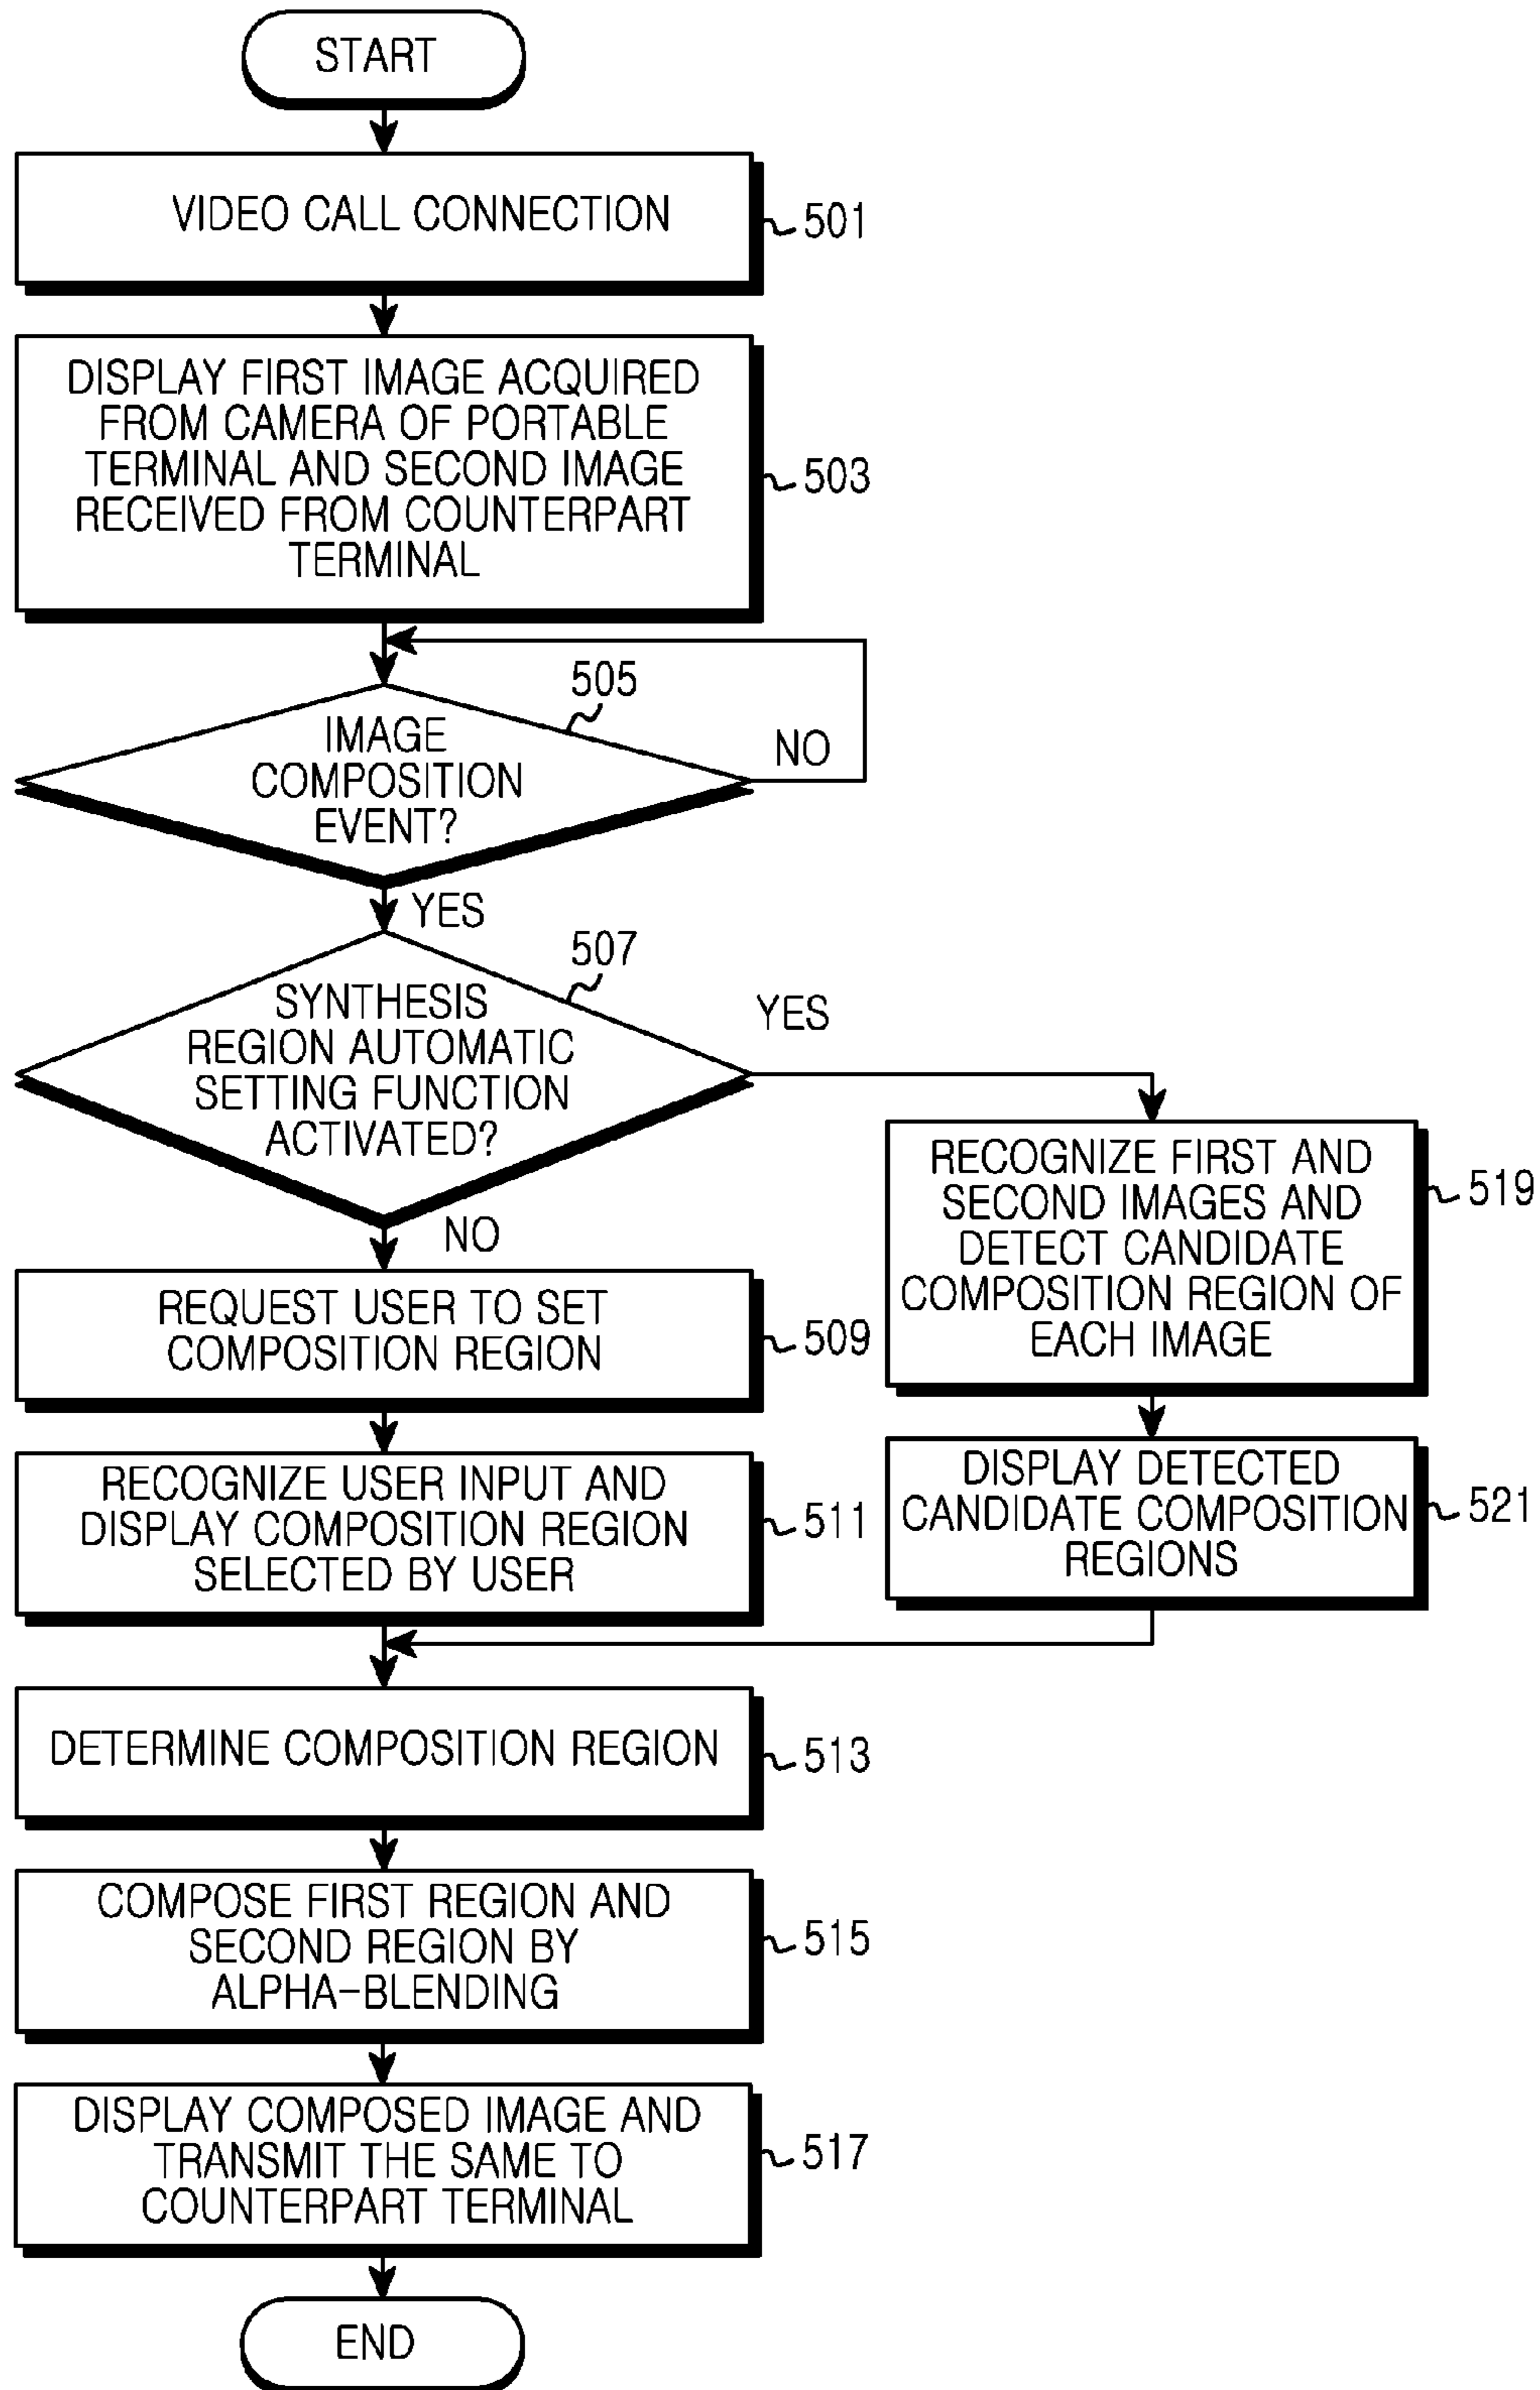 START
VIDEO CALL CONNECTION
501
DISPLAY FIRST IMAGE ACQUIRED
FROM CAMERA OF PORTABLE
TERMINAL AND SECOND IMAGE
RECEIVED FROM COUNTERPART
TERMINAL
503
505
IMAGE
COMPOSITION
EVENT?
NO
YES
507
SYNTHESIS
REGION AUTOMATIC
SETTING FUNCTION
ACTIVATED?
YES
NO
REQUEST USER TO SET
COMPOSITION REGION
509
RECOGNIZE USER INPUT AND
DISPLAY COMPOSITION REGION
SELECTED BY USER
511
RECOGNIZE FIRST AND
SECOND IMAGES AND
DETECT CANDIDATE
COMPOSITION REGION OF
EACH IMAGE
519
DISPLAY DETECTED
CANDIDATE COMPOSITION
REGIONS
521
DETERMINE COMPOSITION REGION
513
COMPOSE FIRST REGION AND
SECOND REGION BY
ALPHA-BLENDING
515
DISPLAY COMPOSED IMAGE AND
TRANSMIT THE SAME TO
COUNTERPART TERMINAL
517
END